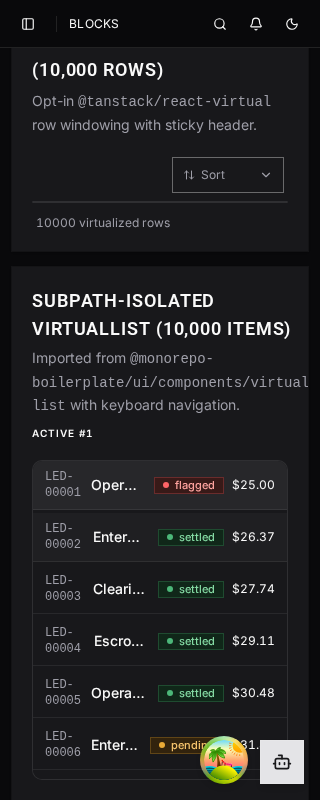 BLOCKS
(10,000 ROWS)
Opt-in @tanstack/react-virtual
row windowing with sticky header.
Sort
10000 virtualized rows
SUBPATH-ISOLATED
VIRTUALLIST (10,000 ITEMS)
Imported from @monorepo-
boilerplate/ui/components/virtual
list with keyboard navigation.
ACTIVE #1
LED-
00001 Oper... flagged $25.00
LED-
00002 Enter... settled $26.37
LED-
00003 Cleari... settled $27.74
LED-
00004 Escro... settled $29.11
LED-
00005 Opera... settled $30.48
LED-
00006 Enter...